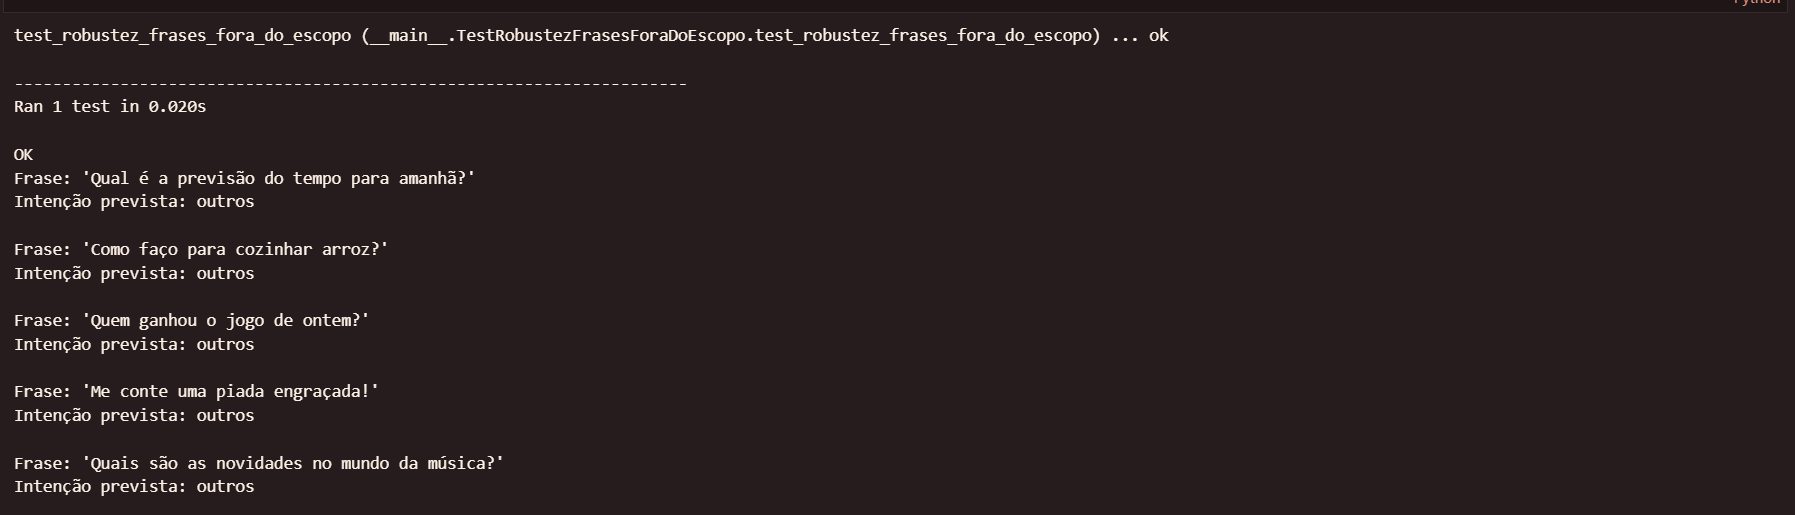 Python
test_robustez_frases_fora_do_escopo (__main__.TestRobustezFrasesForaDoEscopo.test_robustez_frases_fora_do_escopo) ... ok
----------------------------------------------------------------------
Ran 1 test in 0.020s
OK
Frase: 'Qual é a previsão do tempo para amanhã?'
Intenção prevista: outros
Frase: 'Como faço para cozinhar arroz?'
Intenção prevista: outros
Frase: 'Quem ganhou o jogo de ontem?'
Intenção prevista: outros
Frase: 'Me conte uma piada engraçada!'
Intenção prevista: outros
Frase: 'Quais são as novidades no mundo da música?'
Intenção prevista: outros